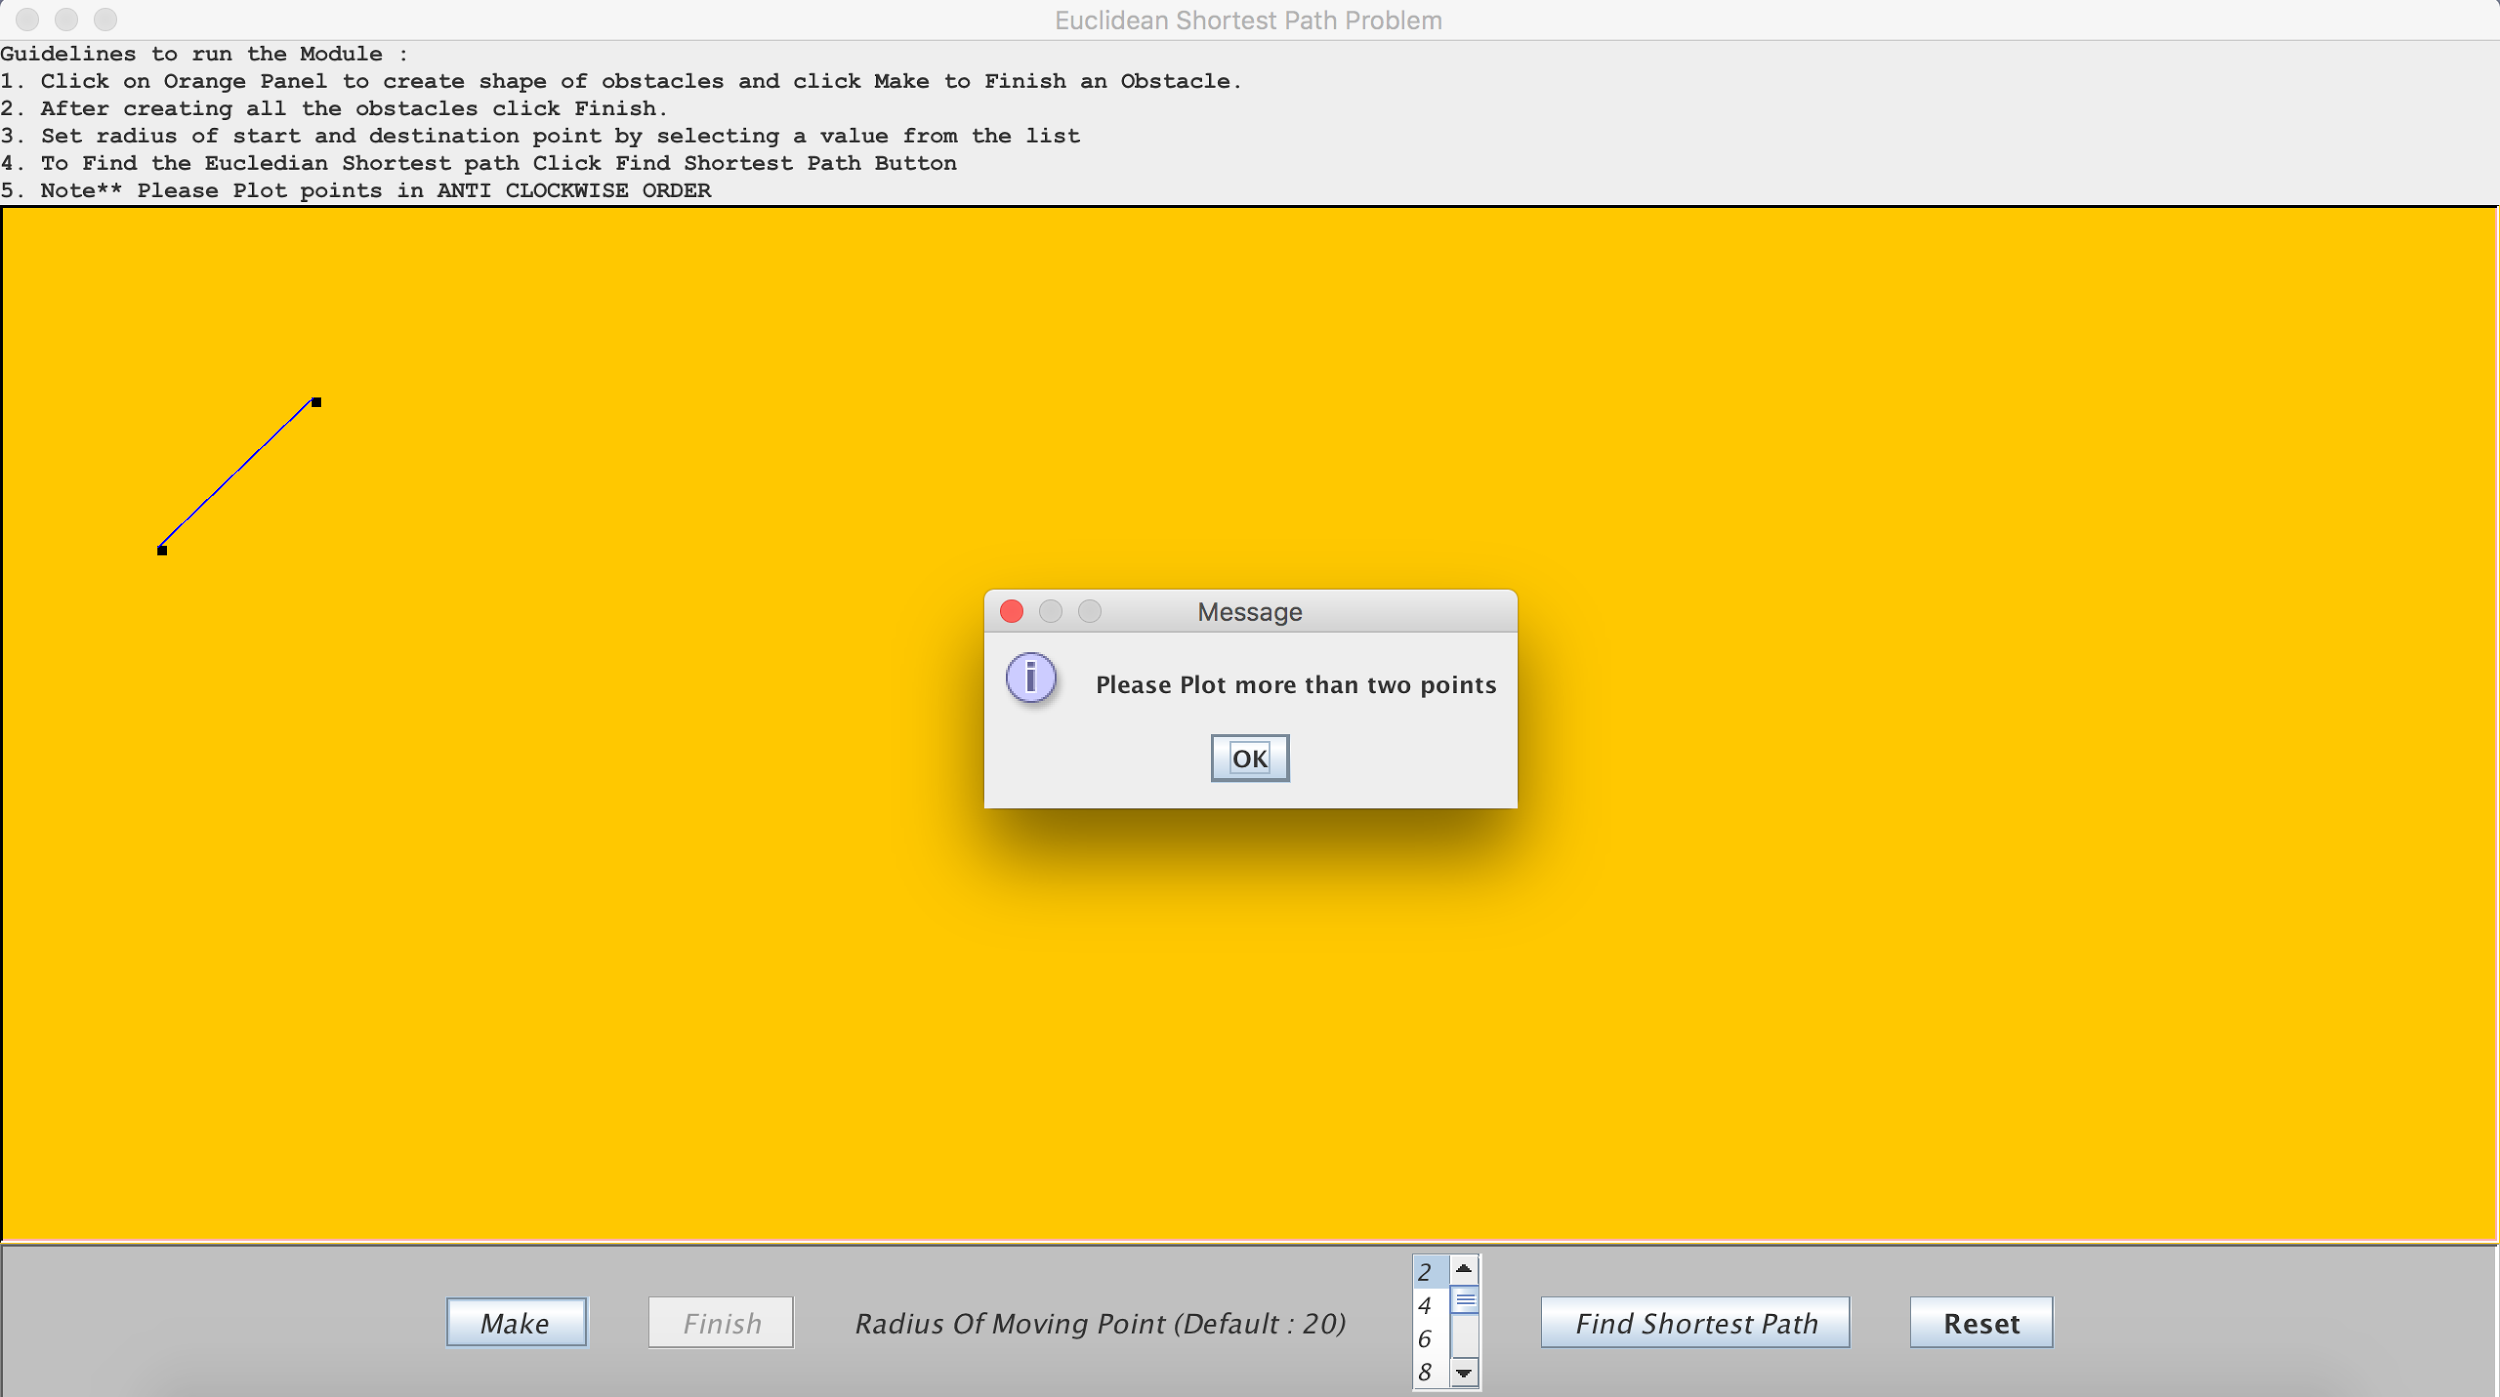 Euclidean Shortest Path Problem
Guidelines to run the Module :
1. Click on Orange Panel to create shape of obstacles and click Make to Finish an Obstacle.
2. After creating all the obstacles click Finish.
3. Set radius of start and destination point by selecting a value from the list
4. To Find the Eucledian Shortest path Click Find Shortest Path Button
5. Note** Please Plot points in ANTI CLOCKWISE ORDER
Message
i
Please Plot more than two points
OK
Make
Finish
Radius Of Moving Point (Default : 20)
2
4
6
8
Find Shortest Path
Reset